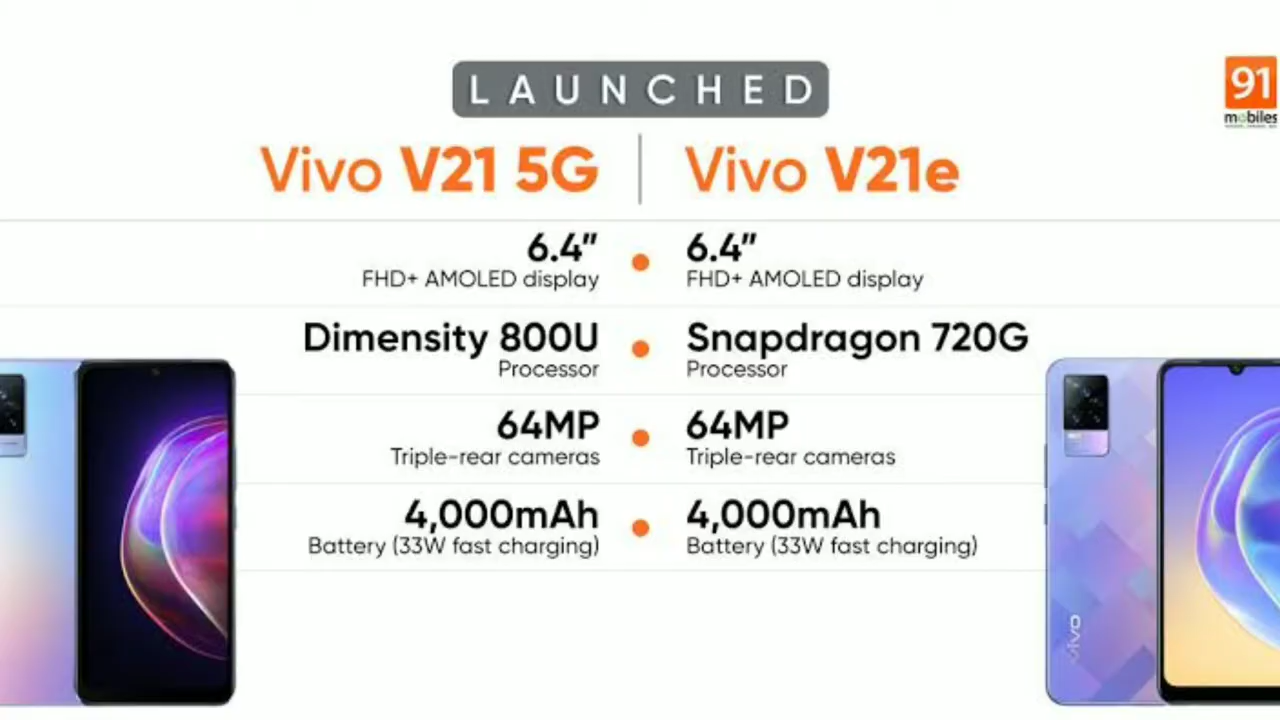 LAUNCHED
91
mobiles
Vivo V21 5G
Vivo V21e
6.4”
FHD+ AMOLED display
6.4”
FHD+ AMOLED display
Dimensity 800U
Processor
Snapdragon 720G
Processor
64MP
Triple-rear cameras
64MP
Triple-rear cameras
4,000mAh
Battery (33W fast charging)
4,000mAh
Battery (33W fast charging)
vivo